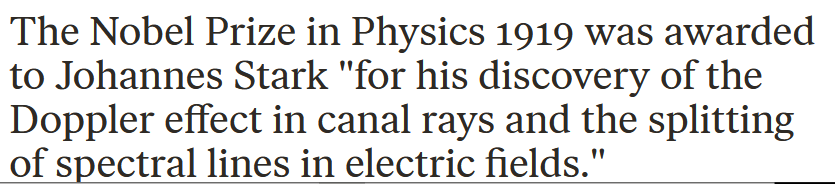 The Nobel Prize in Physics 1919 was awarded
to Johannes Stark "for his discovery of the
Doppler effect in canal rays and the splitting
of spectral lines in electric fields."